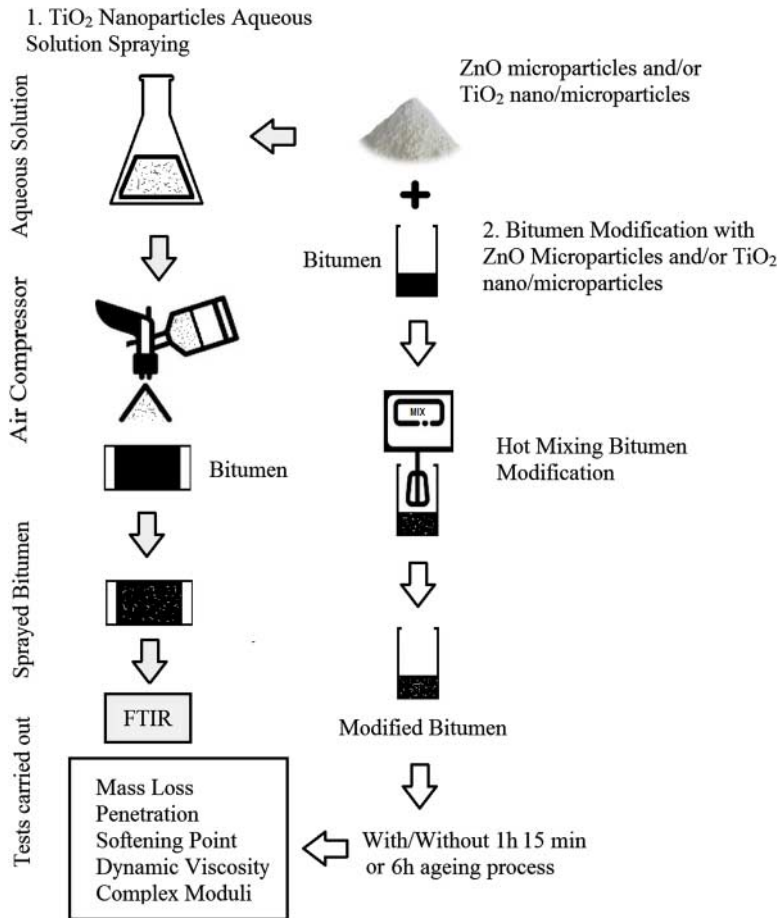 1. TiO₂ Nanoparticles Aqueous
Solution Spraying
ZnO microparticles and/or
TiO₂ nano/microparticles
Aqueous Solution
2. Bitumen Modification with
ZnO Microparticles and/or TiO₂
nano/microparticles
Bitumen
Air Compressor
MIX
Hot Mixing Bitumen
Modification
Bitumen
Sprayed Bitumen
FTIR
Modified Bitumen
Tests carried out
Mass Loss
Penetration
Softening Point
Dynamic Viscosity
Complex Moduli
With/Without 1h 15 min
or 6h ageing process